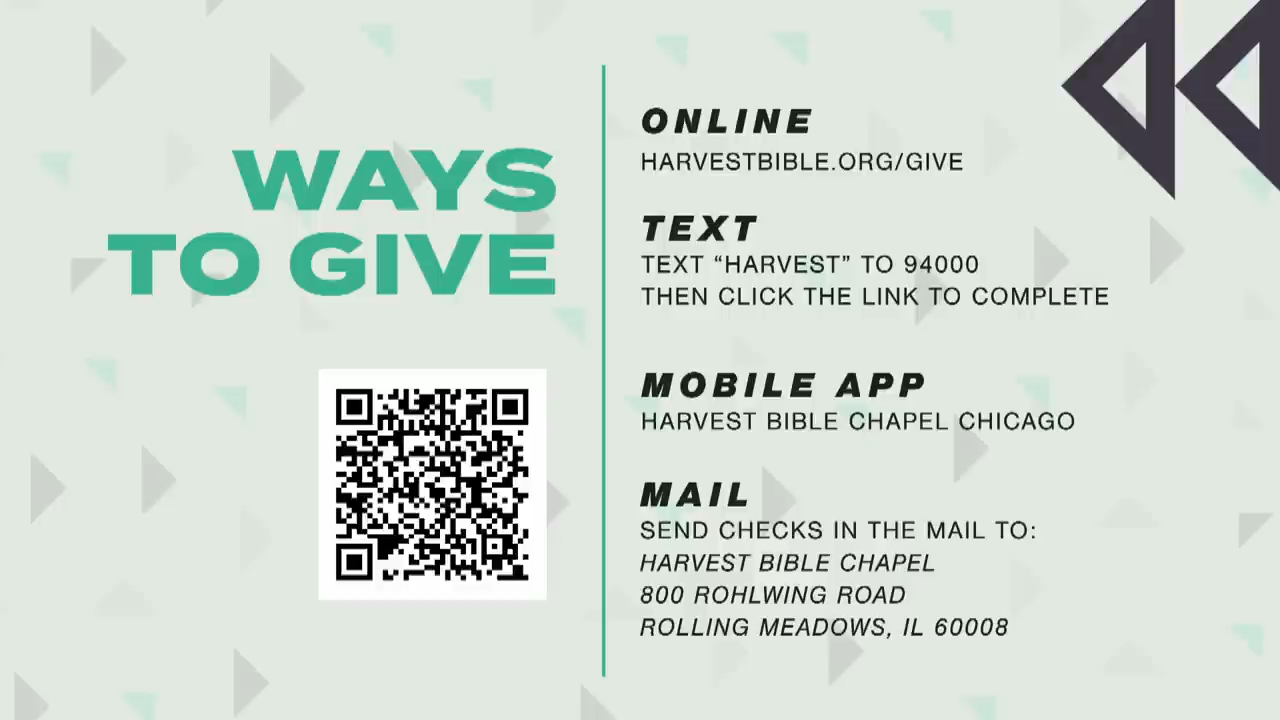 WAYS
TO GIVE
ONLINE
HARVESTBIBLE.ORG/GIVE
TEXT
TEXT “HARVEST” TO 94000
THEN CLICK THE LINK TO COMPLETE
MOBILE APP
HARVEST BIBLE CHAPEL CHICAGO
MAIL
SEND CHECKS IN THE MAIL TO:
HARVEST BIBLE CHAPEL
800 ROHLWING ROAD
ROLLING MEADOWS, IL 60008